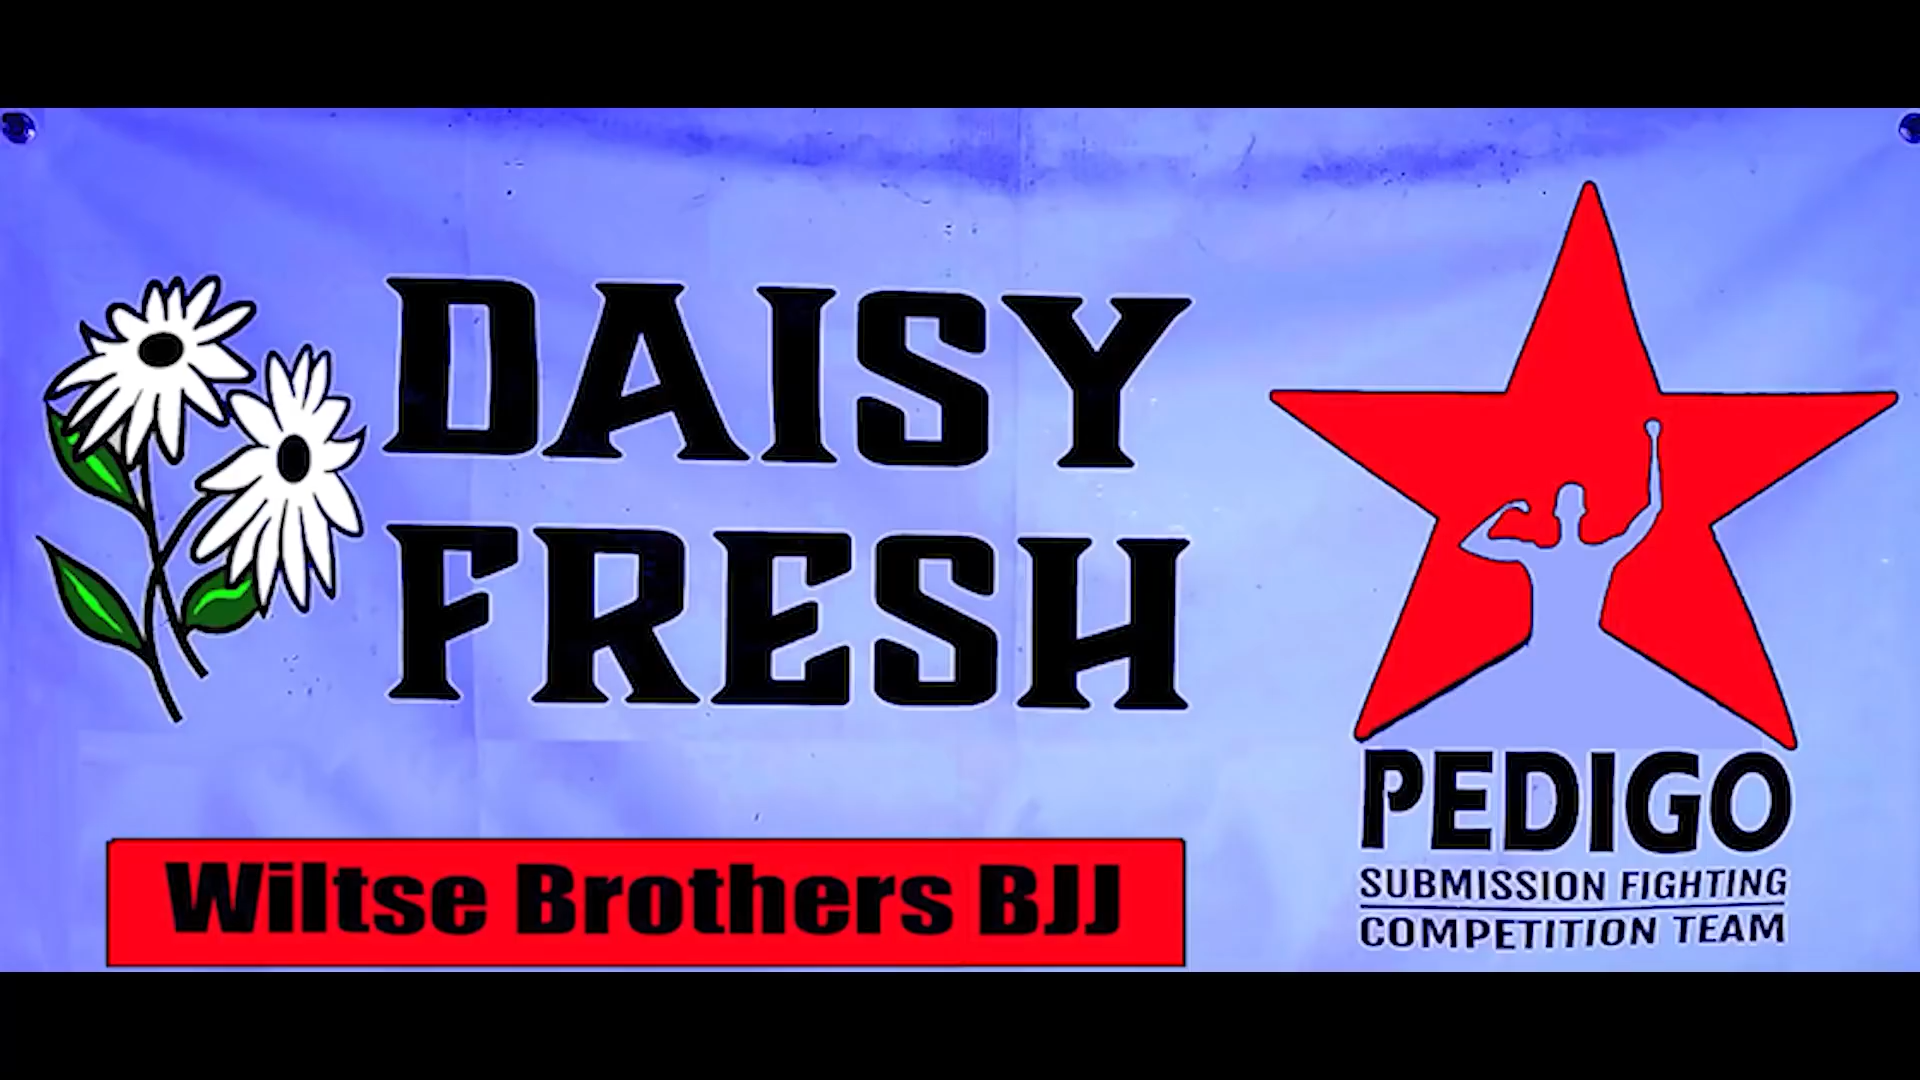 DAISY
FRESH
Wiltse Brothers BJJ
PEDIGO
SUBMISSION FIGHTING
COMPETITION TEAM